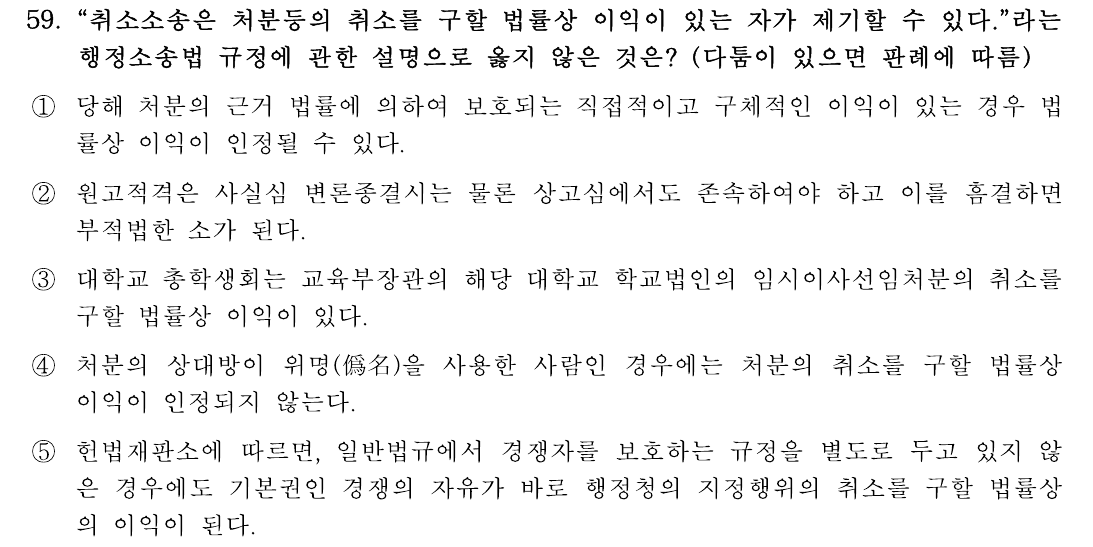 59. “취소소송은 처분등의 취소를 구할 법률상 이익이 있는 자가 제기할 수 있다.”라는
행정소송법 규정에 관한 설명으로 옳지 않은 것은? (다툼이 있으면 판례에 따름)
① 당해 처분의 근거 법률에 의하여 보호되는 직접적이고 구체적인 이익이 있는 경우 법
률상 이익이 인정될 수 있다.
② 원고적격은 사실심 변론종결시는 물론 상고심에서도 존속하여야 하고 이를 흠결하면
부적법한 소가 된다.
③ 대학교 총학생회는 교육부장관의 해당 대학교 학교법인의 임시이사선임처분의 취소를
구할 법률상 이익이 있다.
④ 처분의 상대방이 위명(僞名)을 사용한 사람인 경우에는 처분의 취소를 구할 법률상
이익이 인정되지 않는다.
⑤ 헌법재판소에 따르면, 일반법규에서 경쟁자를 보호하는 규정을 별도로 두고 있지 않
은 경우에도 기본권인 경쟁의 자유가 바로 행정청의 지정행위의 취소를 구할 법률상
의 이익이 된다.